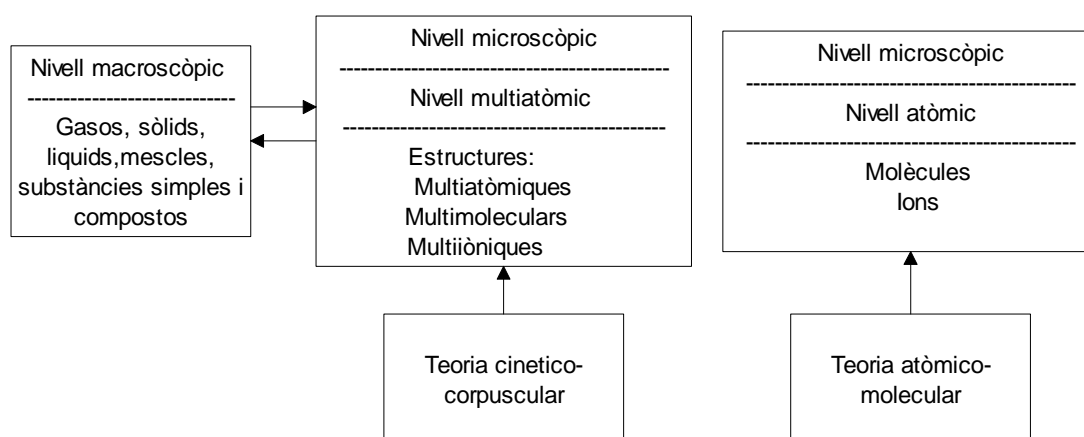 Nivell macroscòpic
-----------------------------
Gasos, sòlids,
liquids,mescles,
substàncies simples i
compostos
Nivell microscòpic
----------------------------------------------
Nivell multiatòmic
---------------------------------------------
Estructures:
Multiatòmiques
Multimoleculars
Multiiòniques
Nivell microscòpic
----------------------------------------------
Nivell atòmic
----------------------------------------------
Molècules
Ions
Teoria cinetico-
corpuscular
Teoria atòmico-
molecular